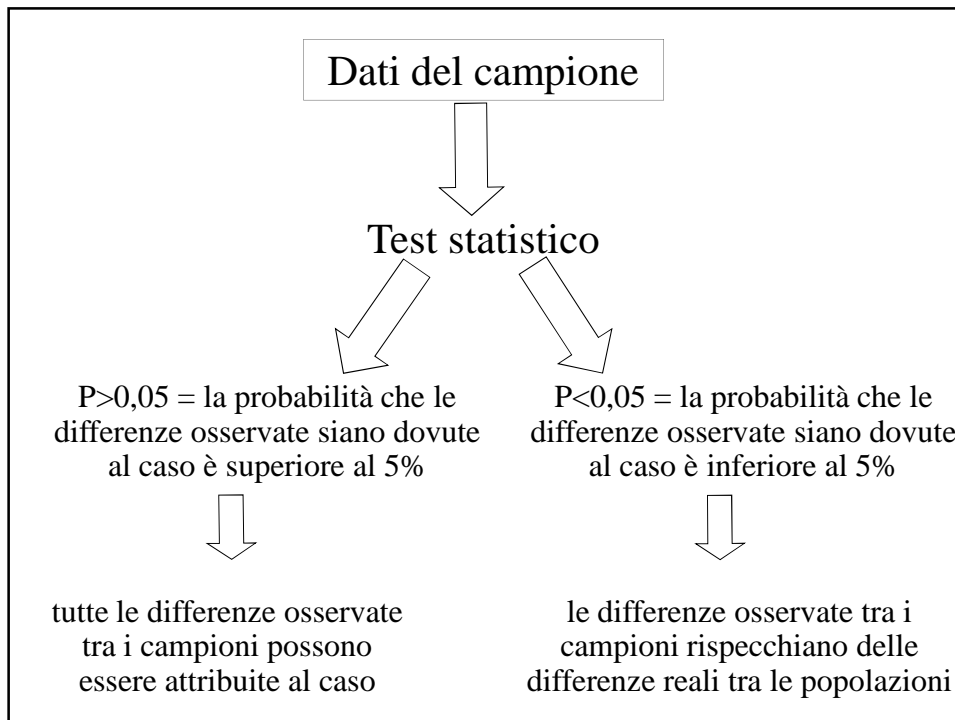 Dati del campione
Test statistico
P>0,05 = la probabilità che le
differenze osservate siano dovute
al caso è superiore al 5%
P<0,05 = la probabilità che le
differenze osservate siano dovute
al caso è inferiore al 5%
tutte le differenze osservate
tra i campioni possono
essere attribuite al caso
le differenze osservate tra i
campioni rispecchiano delle
differenze reali tra le popolazioni